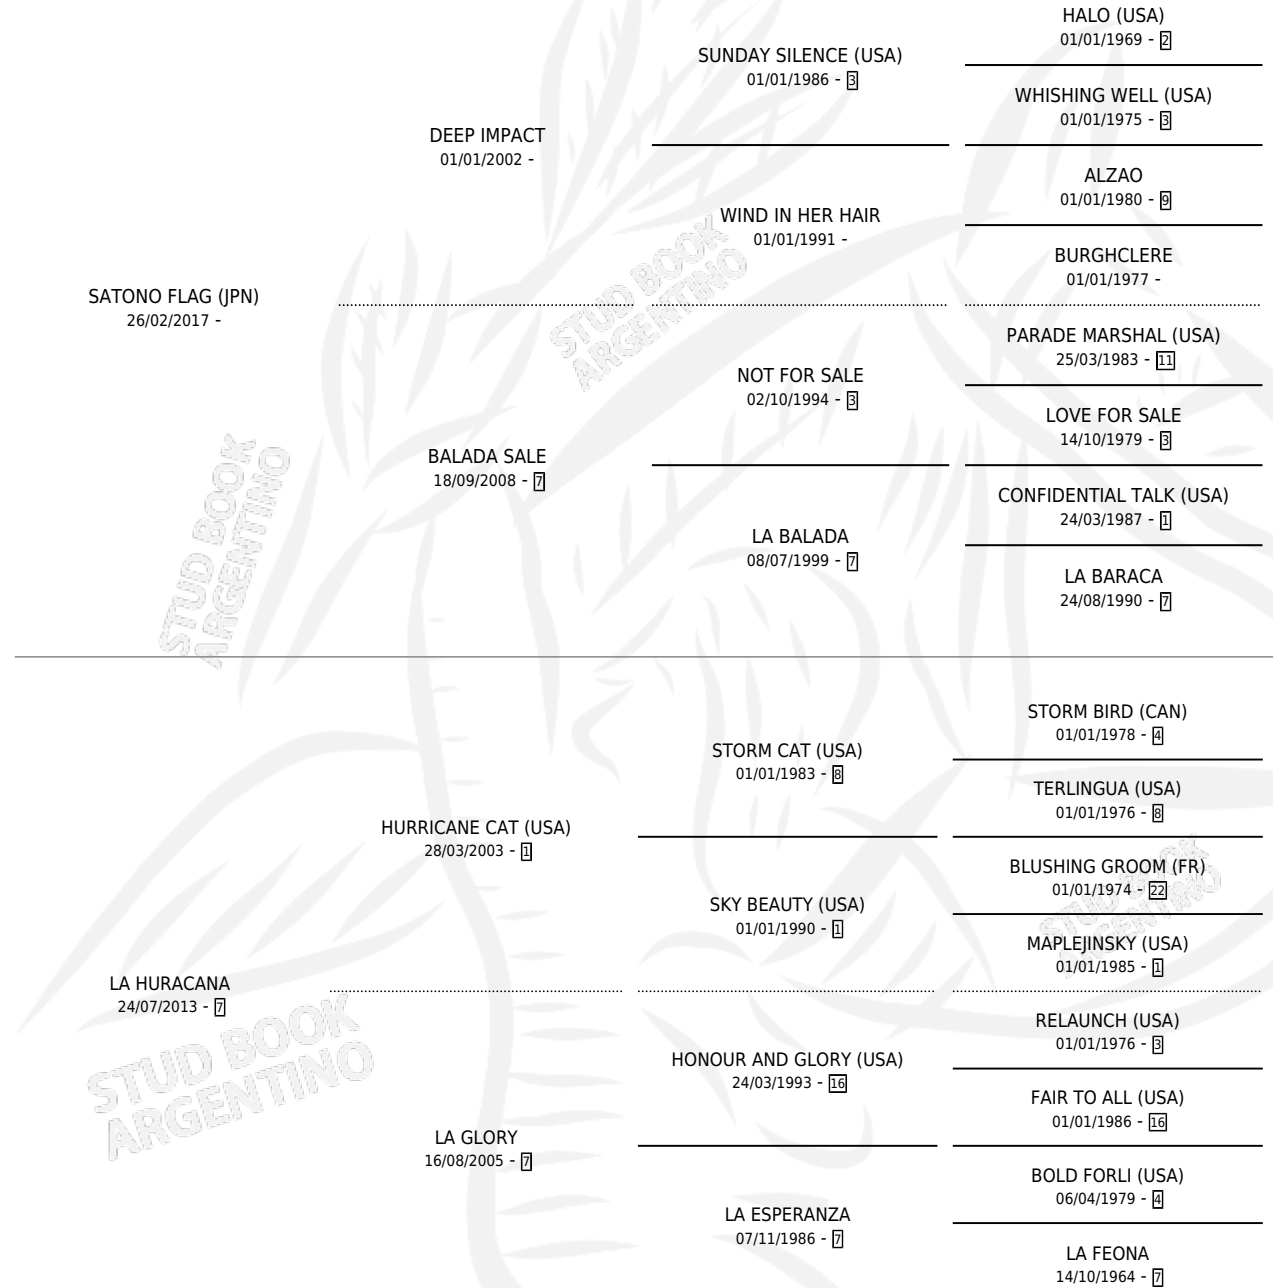 HALO (USA)
01/01/1969 - 2
SUNDAY SILENCE (USA)
01/01/1986 - 3
WHISHING WELL (USA)
01/01/1975 - 3
DEEP IMPACT
01/01/2002 -
ALZAO
01/01/1980 - 9
WIND IN HER HAIR
01/01/1991 -
BURGHCLERE
01/01/1977 -
SATONO FLAG (JPN)
26/02/2017 -
PARADE MARSHAL (USA)
25/03/1983 - 11
NOT FOR SALE
02/10/1994 - 3
LOVE FOR SALE
14/10/1979 - 3
BALADA SALE
18/09/2008 - 7
CONFIDENTIAL TALK (USA)
24/03/1987 - 1
LA BALADA
08/07/1999 - 7
LA BARACA
24/08/1990 - 7
STORM BIRD (CAN)
01/01/1978 - 4
STORM CAT (USA)
01/01/1983 - 8
TERLINGUA (USA)
01/01/1976 - 8
HURRICANE CAT (USA)
28/03/2003 - 1
BLUSHING GROOM (FR)
01/01/1974 - 22
SKY BEAUTY (USA)
01/01/1990 - 1
MAPLEJINSKY (USA)
01/01/1985 - 1
LA HURACANA
24/07/2013 - 7
RELAUNCH (USA)
01/01/1976 - 3
HONOUR AND GLORY (USA)
24/03/1993 - 16
FAIR TO ALL (USA)
01/01/1986 - 16
LA GLORY
16/08/2005 - 7
BOLD FORLI (USA)
06/04/1979 - 4
LA ESPERANZA
07/11/1986 - 7
LA FEONA
14/10/1964 - 7
STUD BOOK
ARGENTINO
STUD BOOK
ARGENTINO
STUD BOOK
ARGENTINO
STUD BOOK
ARGENTINO